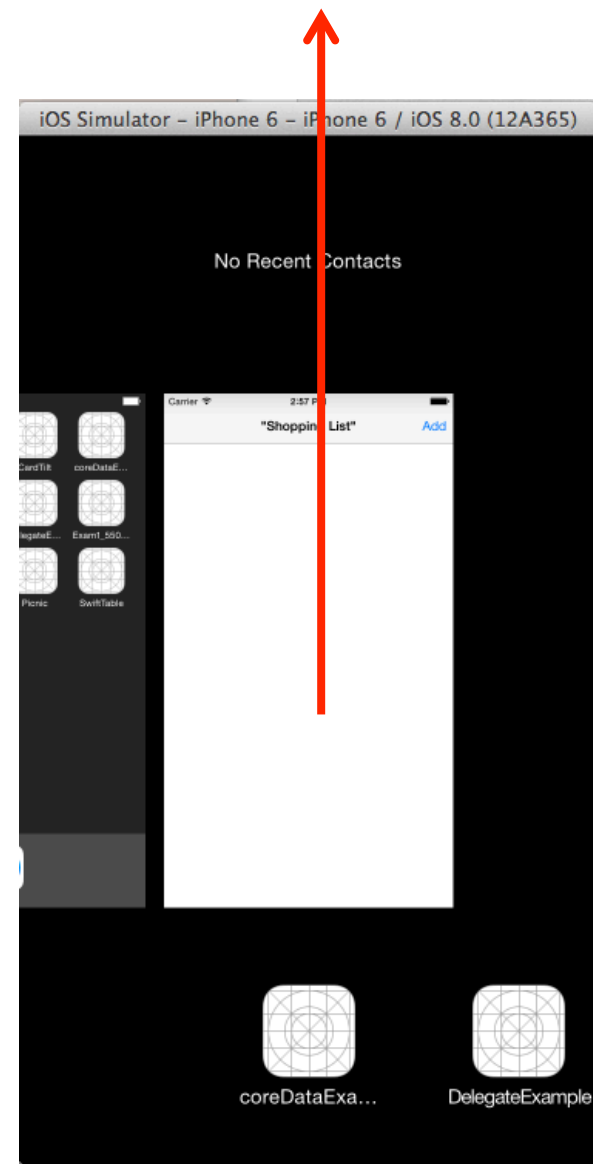 iOS Simulator – iPhone 6 – iPhone 6 / iOS 8.0 (12A365)
No Recent Contacts
Carrier 2:57 P
"Shopping List" Add
CardTilt coreDataE...
legateE... Exam1_550...
Picnic SwiftTable
coreDataExa... DelegateExample